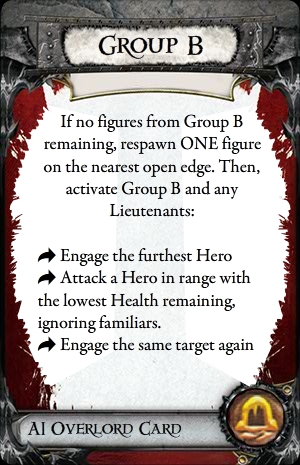 Group B
If no figures from Group B
remaining, respawn ONE figure
on the nearest open edge. Then,
activate Group B and any
Lieutenants:
➦ Engage the furthest Hero
➦ Attack a Hero in range with
the lowest Health remaining,
ignoring familiars.
➦ Engage the same target again
AI Overlord Card